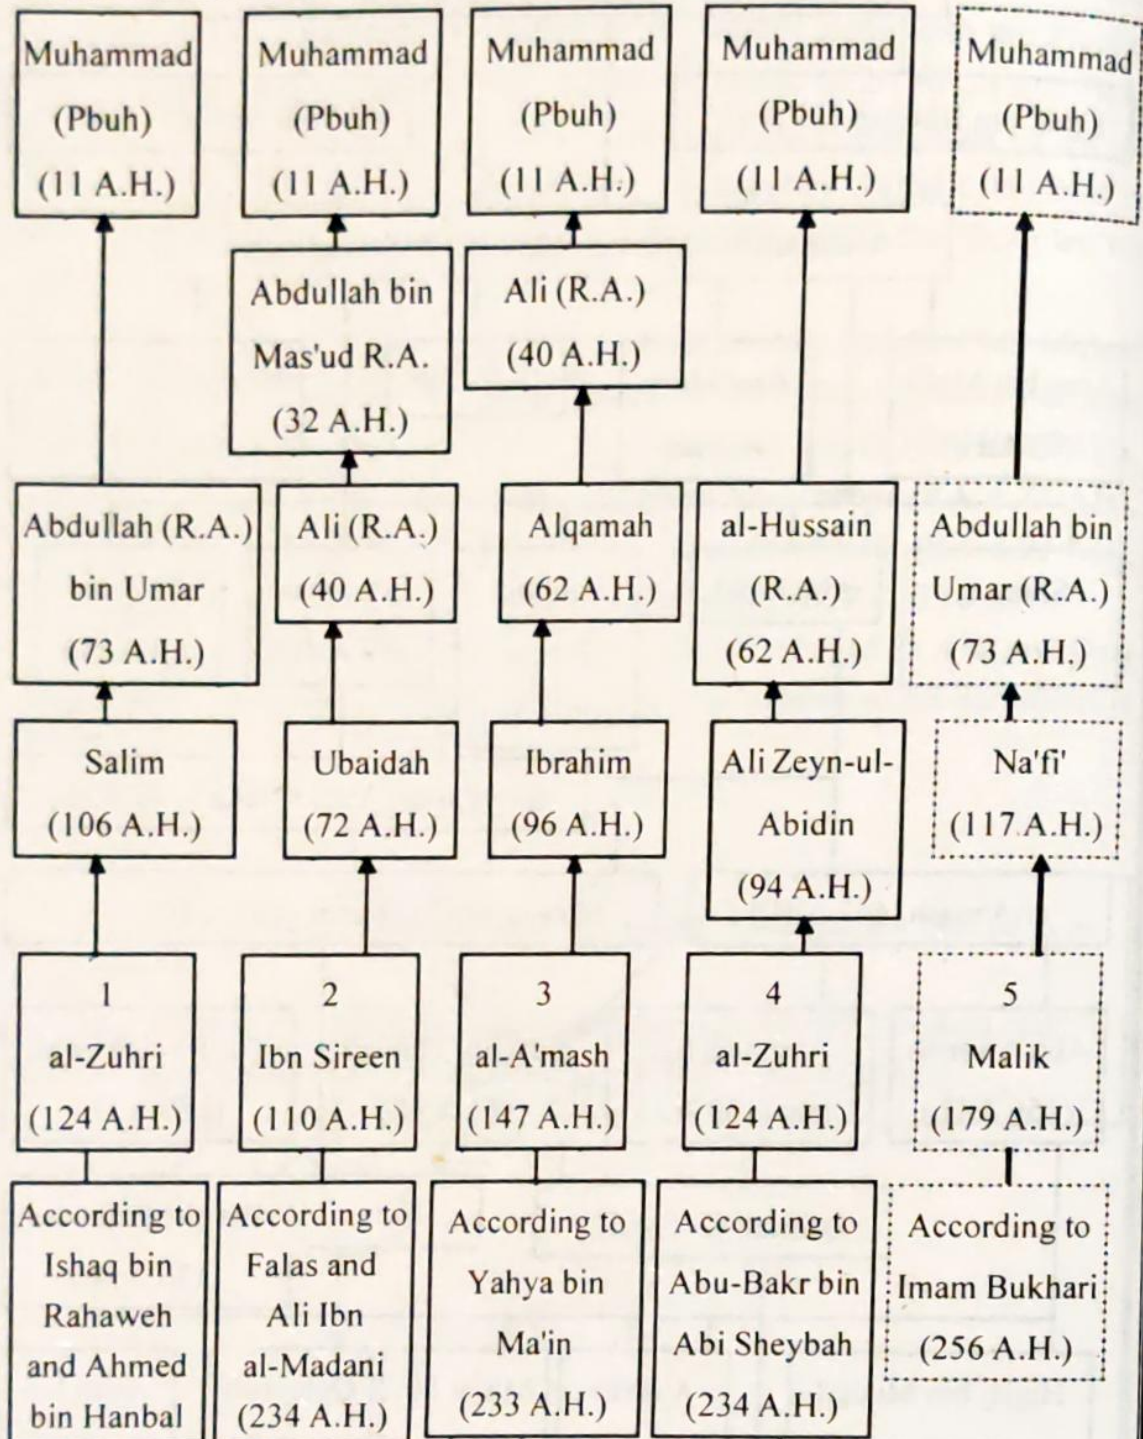 Muhammad
(Pbuh)
(11 A.H.)
Abdullah (R.A.)
bin Umar
(73 A.H.)
Salim
(106 A.H.)
1
al-Zuhri
(124 A.H.)
According to
Ishaq bin
Rahaweh
and Ahmed
bin Hanbal
Muhammad
(Pbuh)
(11 A.H.)
Abdullah bin
Mas'ud R.A.
(32 A.H.)
Ali (R.A.)
(40 A.H.)
Ubaidah
(72 A.H.)
2
Ibn Sireen
(110 A.H.)
According to
Falas and
Ali Ibn
al-Madani
(234 A.H.)
Muhammad
(Pbuh)
(11 A.H.)
Ali (R.A.)
(40 A.H.)
Alqamah
(62 A.H.)
Ibrahim
(96 A.H.)
3
al-A'mash
(147 A.H.)
According to
Yahya bin
Ma'in
(233 A.H.)
Muhammad
(Pbuh)
(11 A.H.)
al-Hussain
(R.A.)
(62 A.H.)
Ali Zeyn-ul-
Abidin
(94 A.H.)
4
al-Zuhri
(124 A.H.)
According to
Abu-Bakr bin
Abi Sheybah
(234 A.H.)
Muhammad
(Pbuh)
(11 A.H.)
Abdullah bin
Umar (R.A.)
(73 A.H.)
Na'fi'
(117 A.H.)
5
Malik
(179 A.H.)
According to
Imam Bukhari
(256 A.H.)